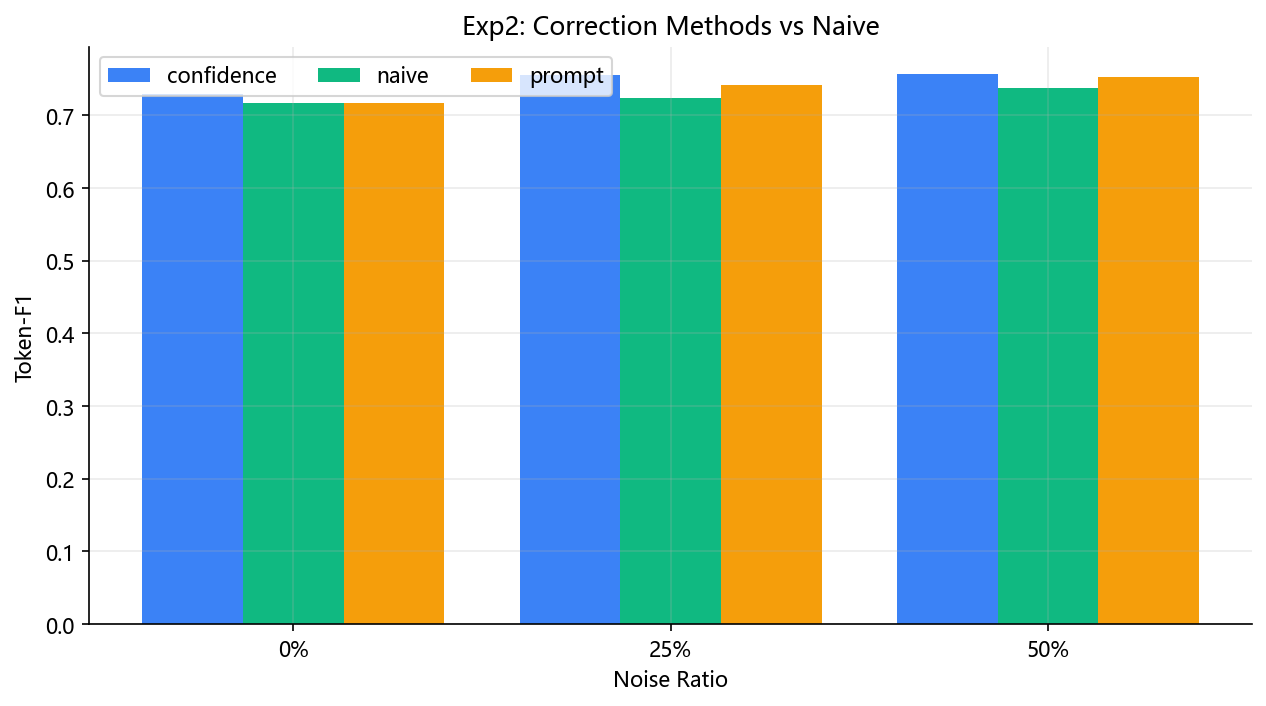 Exp2: Correction Methods vs Naive
confidence naive prompt
Token-F1
0.7
0.6
0.5
0.4
0.3
0.2
0.1
0.0
0% 25% 50%
Noise Ratio